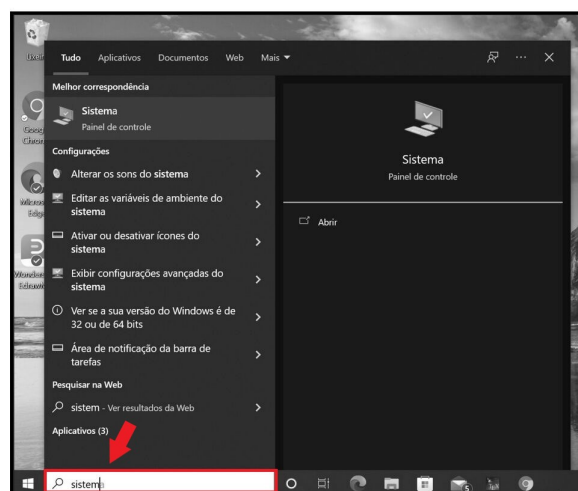 Lixeira
Tudo Aplicativos Documentos Web Mais
Melhor correspondência
Sistema
Painel de controle
Configurações
Alterar os sons do sistema
Editar as variáveis de ambiente do
sistema
Ativar ou desativar ícones do
sistema
Exibir configurações avançadas do
sistema
Ver se a sua versão do Windows é de
32 ou de 64 bits
Área de notificação da barra de
tarefas
Pesquisar na Web
sistem - Ver resultados da Web
Aplicativos (3)
Sistema
Painel de controle
Abrir
sistema
5